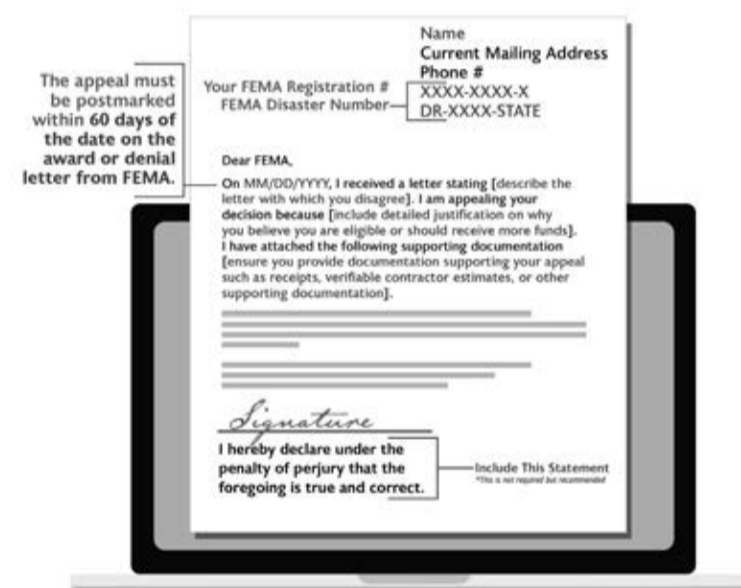 Name
Current Mailing Address
Phone #
Your FEMA Registration # XXXX-XXXX-X
FEMA Disaster Number DR-XXXX-STATE
The appeal must
be postmarked
within 60 days of
the date on the
award or denial
letter from FEMA.
Dear FEMA,
On MM/DD/YYYY, I received a letter stating [describe the
letter with which you disagree]. I am appealing your
decision because [include detailed justification on why
you believe you are eligible or should receive more funds].
I have attached the following supporting documentation
[ensure you provide documentation supporting your appeal
such as receipts, verifiable contractor estimates, or other
supporting documentation].
Signature
I hereby declare under the
penalty of perjury that the
foregoing is true and correct.
Include This Statement
*This is not required but recommended